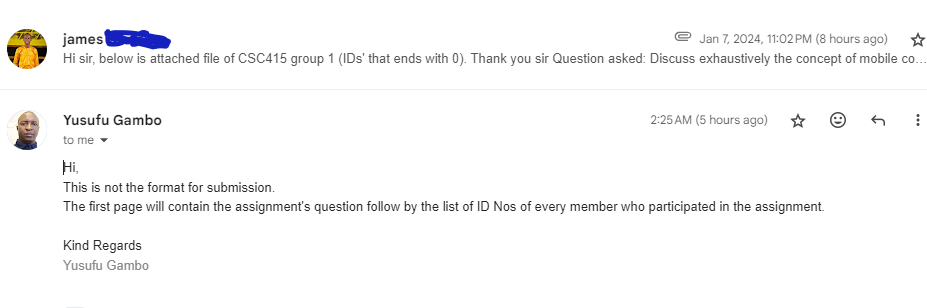 james
Jan 7, 2024, 11:02 PM (8 hours ago)
Hi sir, below is attached file of CSC415 group 1 (IDs' that ends with 0). Thank you sir Question asked: Discuss exhaustively the concept of mobile co...
Yusufu Gambo
2:25 AM (5 hours ago)
to me
Hi,
This is not the format for submission.
The first page will contain the assignment's question follow by the list of ID Nos of every member who participated in the assignment.
Kind Regards
Yusufu Gambo